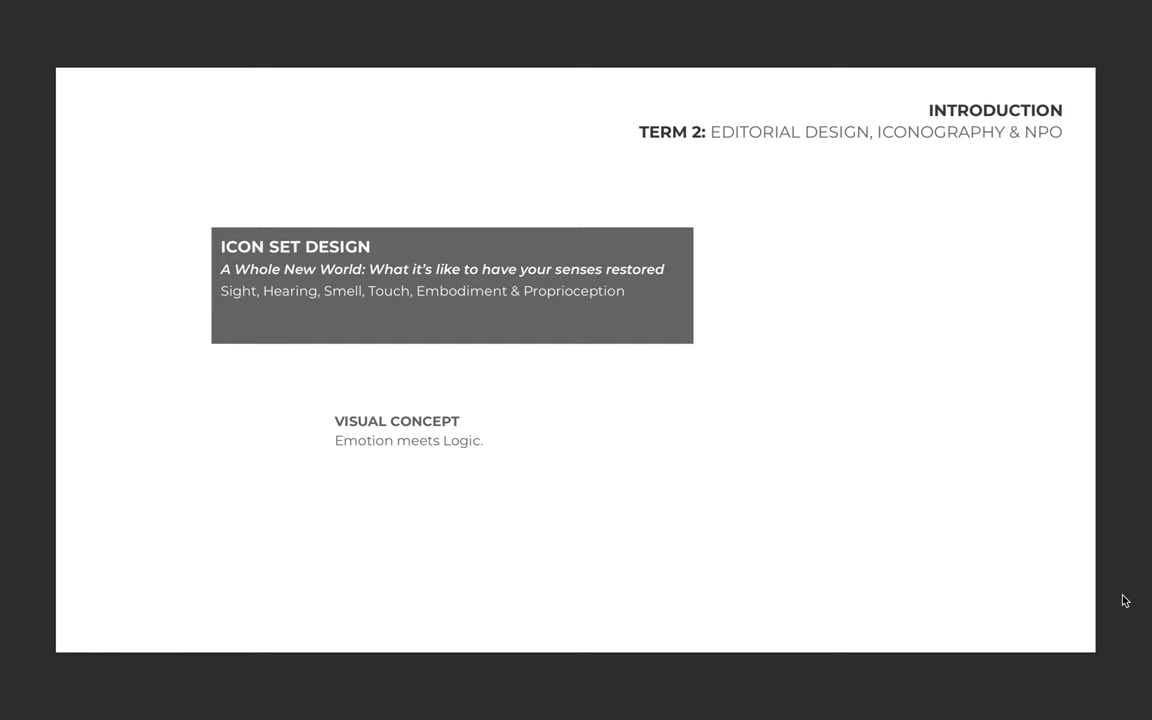 INTRODUCTION
TERM 2: EDITORIAL DESIGN, ICONOGRAPHY & NPO
ICON SET DESIGN
A Whole New World: What it’s like to have your senses restored
Sight, Hearing, Smell, Touch, Embodiment & Proprioception
VISUAL CONCEPT
Emotion meets Logic.